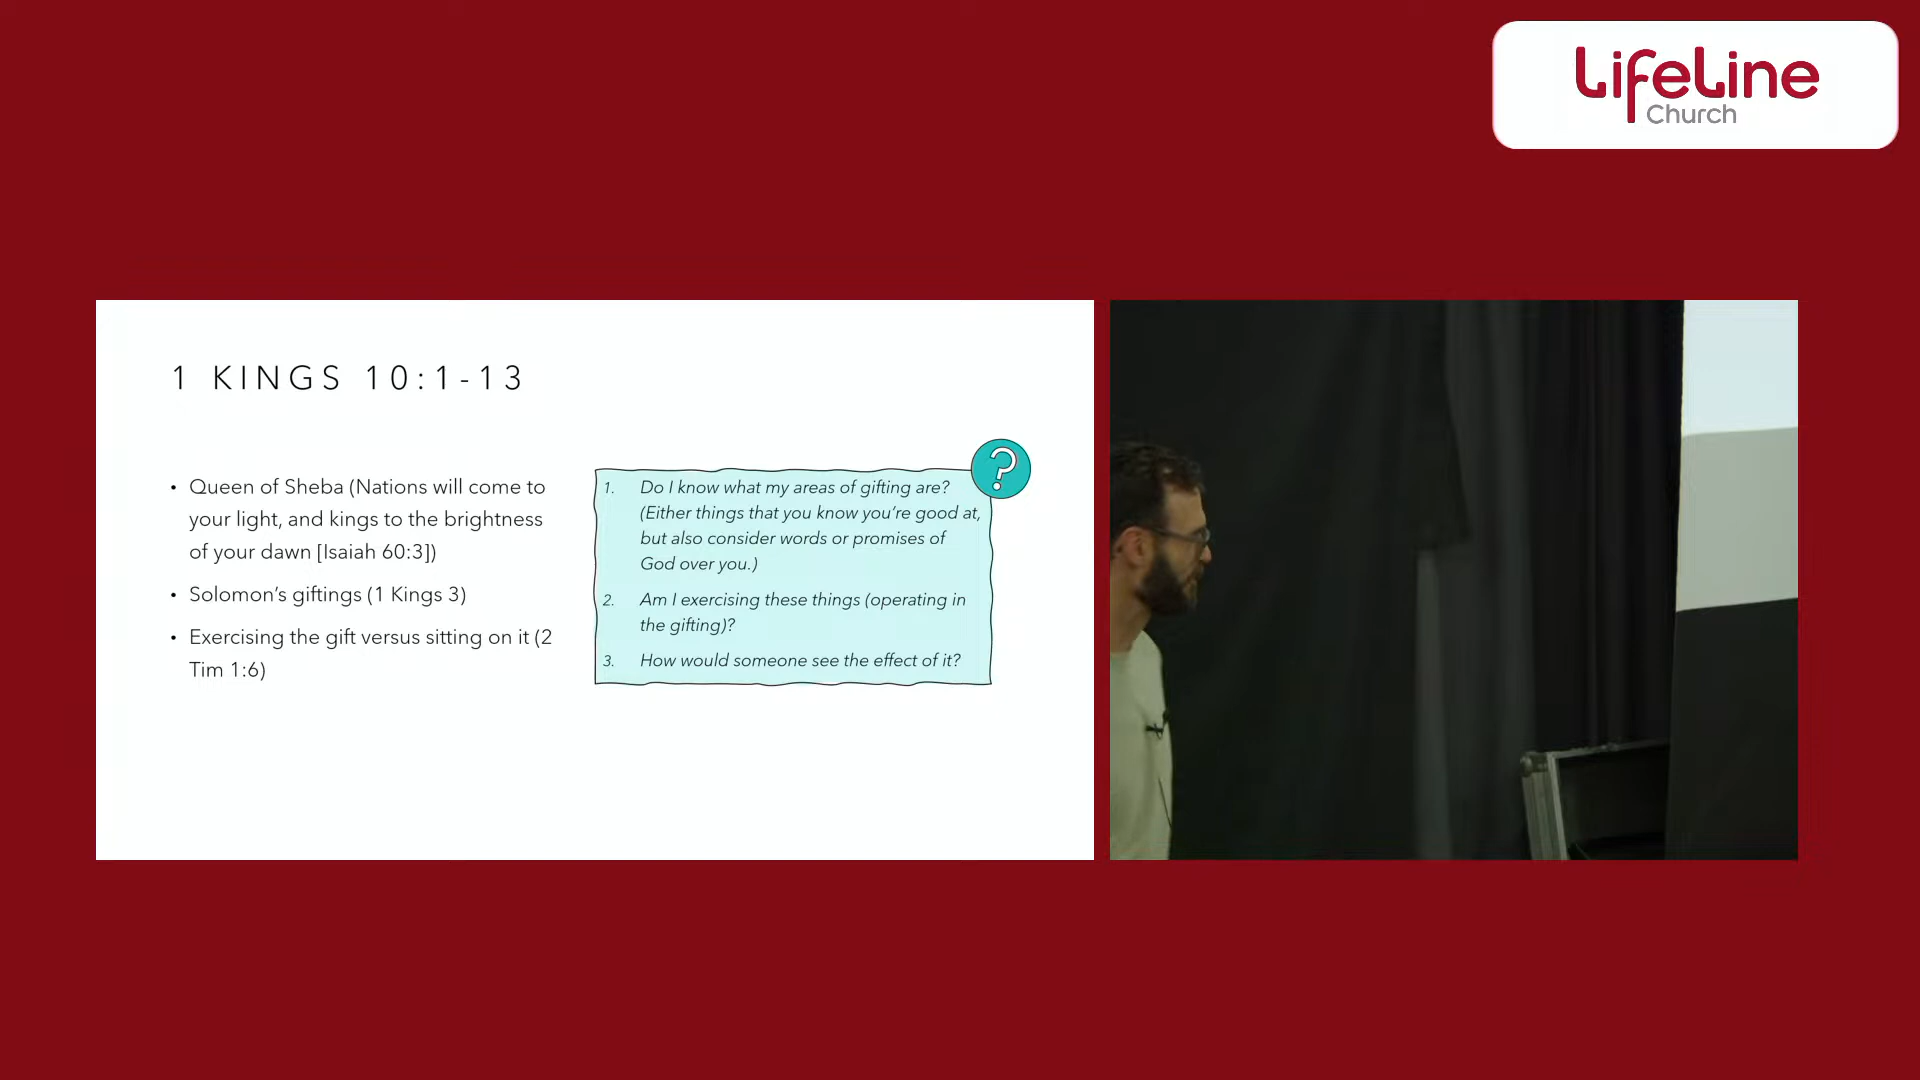 LifeLine
Church
1 KINGS 10:1-13
• Queen of Sheba (Nations will come to
your light, and kings to the brightness
of your dawn [Isaiah 60:3])
• Solomon's giftings (1 Kings 3)
• Exercising the gift versus sitting on it (2
Tim 1:6)
?
1. Do I know what my areas of gifting are?
(Either things that you know you're good at,
but also consider words or promises of
God over you.)
2. Am I exercising these things (operating in
the gifting)?
3. How would someone see the effect of it?